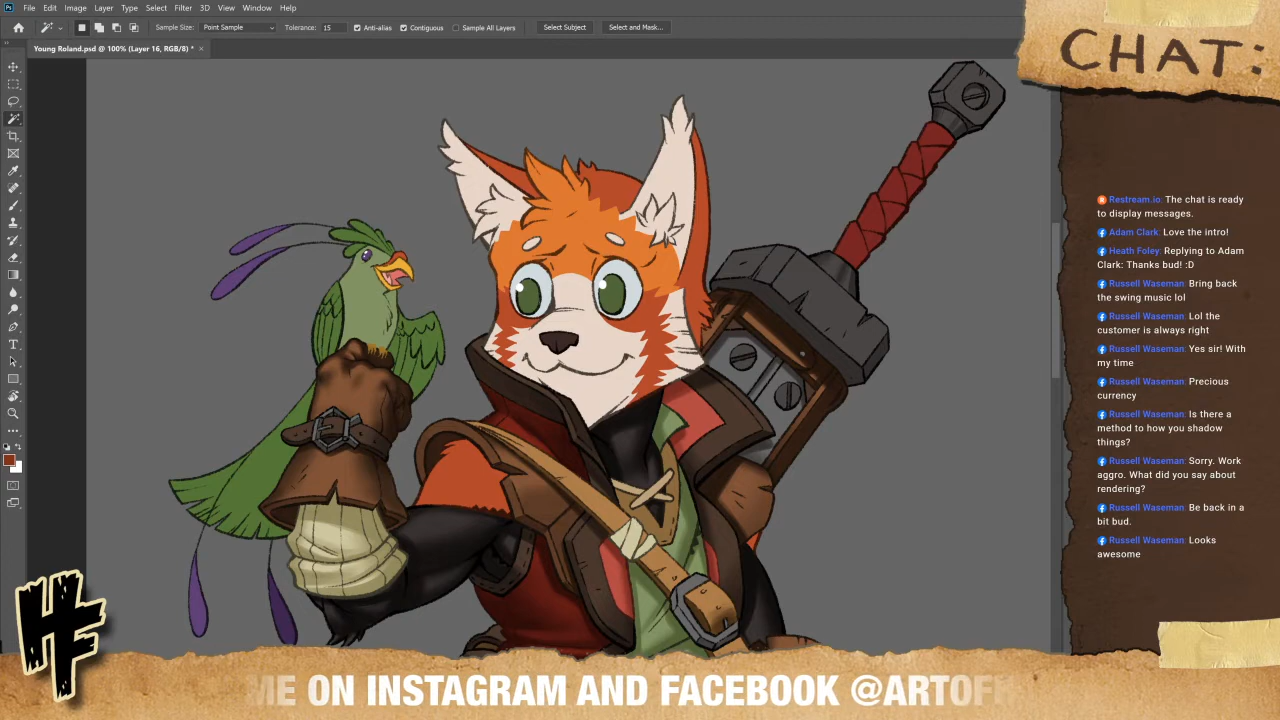 File Edit Image Layer Type Select Filter 3D View Window Help
Sample Size: Point Sample Tolerance: 15 Anti-alias Contiguous Sample All Layers Select Subject Select and Mask...
Young Roland.psd @ 100% (Layer 16, RGB/8) *
CHAT:
Restream.io: The chat is ready
to display messages.
Adam Clark: Love the intro!
Heath Foley: Replying to Adam
Clark: Thanks bud! :D
Russell Waseman: Bring back
the swing music lol
Russell Waseman: Lol the
customer is always right
Russell Waseman: Yes sir! With
my time
Russell Waseman: Precious
currency
Russell Waseman: Is there a
method to how you shadow
things?
Russell Waseman: Sorry. Work
aggro. What did you say about
rendering?
Russell Waseman: Be back in a
bit bud.
Russell Waseman: Looks
awesome
HF
ME ON INSTAGRAM AND FACEBOOK @ARTOF